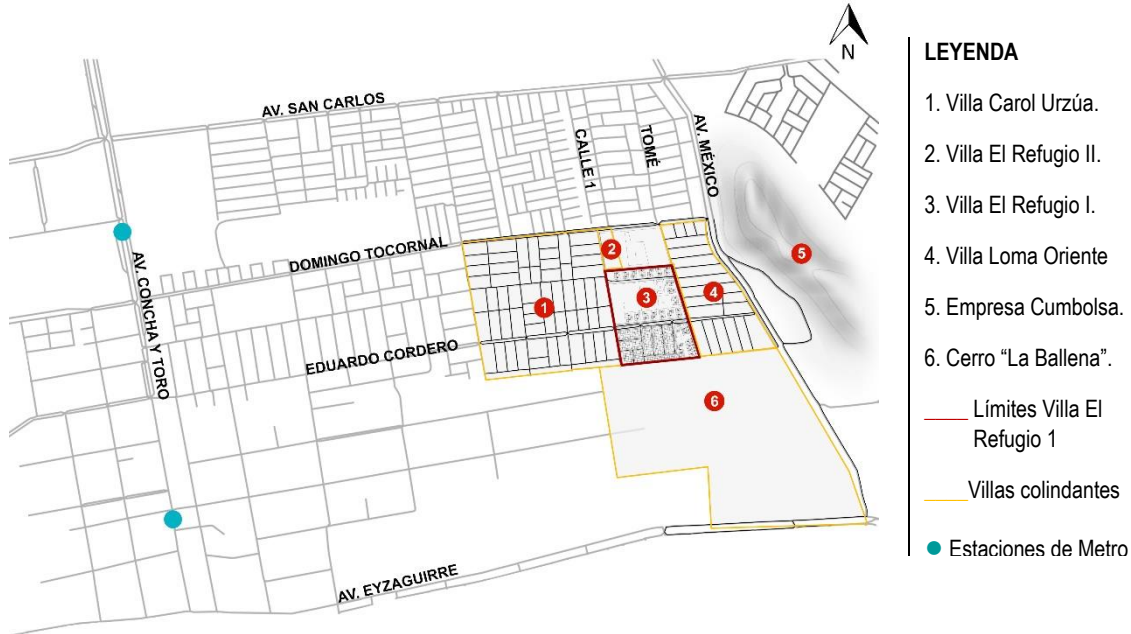 N
AV. SAN CARLOS
CALLE 1
TOMÉ
AV. MÉXICO
DOMINGO TOCORNAL
AV. CONCHA Y TORO
EDUARDO CORDERO
AV. EYZAGUIRRE
1
2
3
4
5
6
LEYENDA
1. Villa Carol Urzúa.
2. Villa El Refugio II.
3. Villa El Refugio I.
4. Villa Loma Oriente
5. Empresa Cumbolsa.
6. Cerro “La Ballena”.
Límites Villa El
Refugio 1
Villas colindantes
Estaciones de Metro